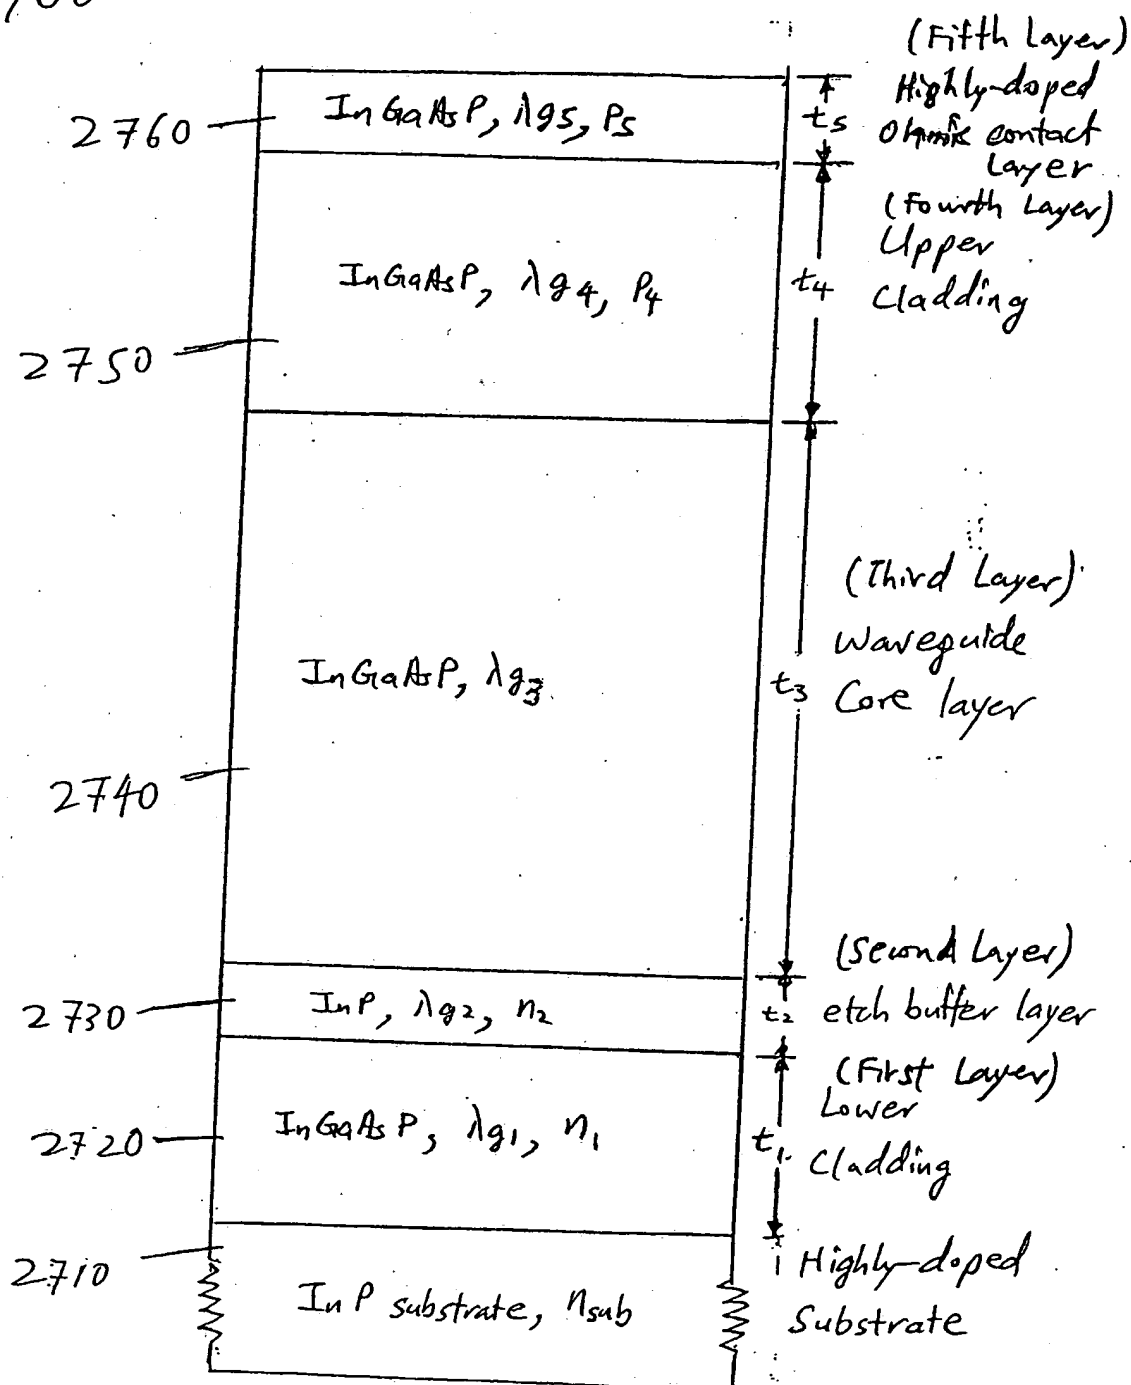 (Fifth Layer)
Highly-doped
Ohmic contact
Layer
2760
InGaAsP, λg5, P5
t5
(Fourth Layer)
Upper
Cladding
InGaAsP, λg4, P4
t4
2750
(Third Layer)
Waveguide
Core layer
InGaAsP, λg3
t3
2740
(Second Layer)
etch buffer layer
2730
InP, λg2, n2
t2
(First Layer)
Lower
Cladding
2720
InGaAsP, λg1, n1
t1
2710
Highly-doped
Substrate
InP substrate, nsub